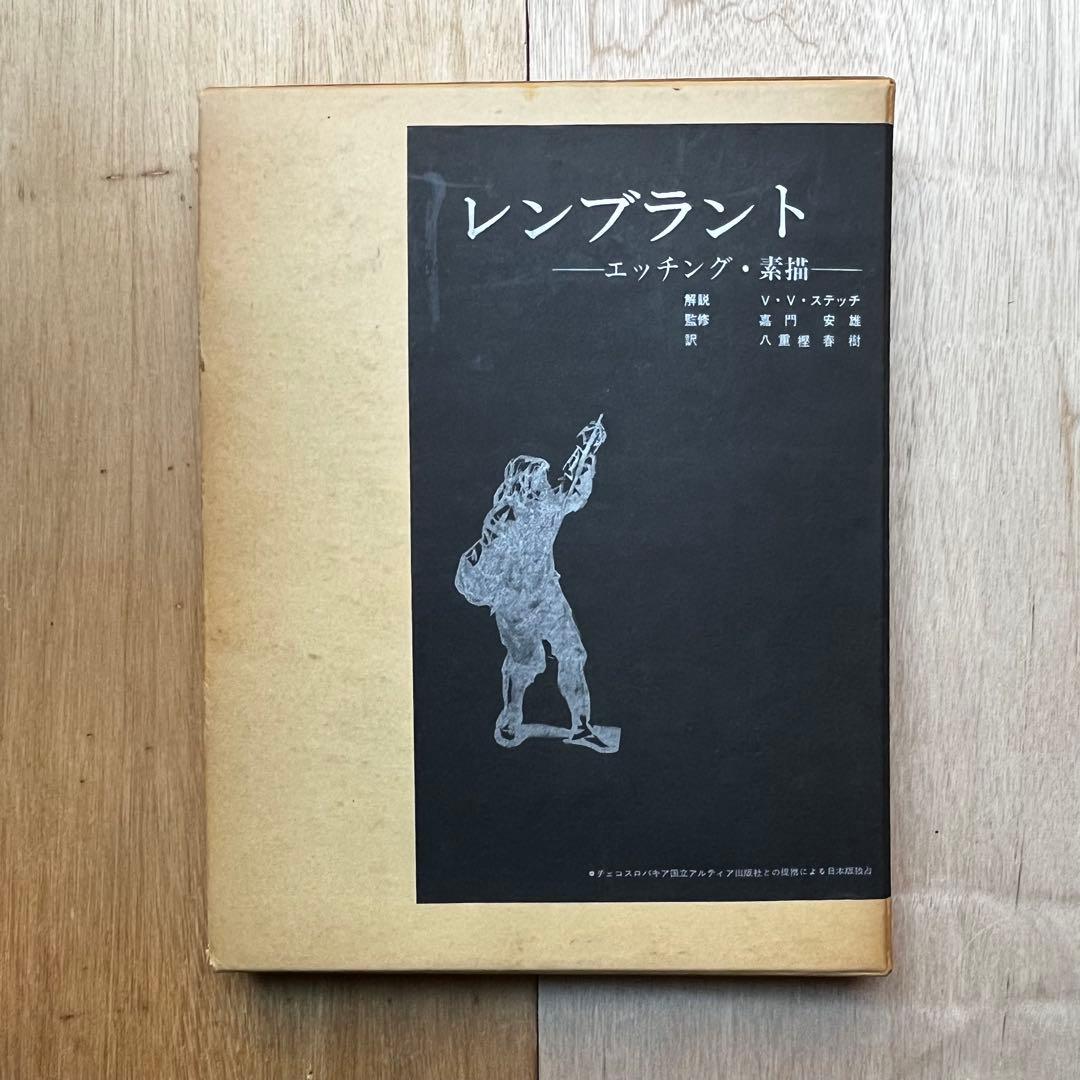 レンブラント
——エッチング・素描——
解説 V・V・ステッチ
監修 嘉門安雄
訳 八重樫春樹
●チェコスロバキア国立アルティア出版社との提携による日本版独占